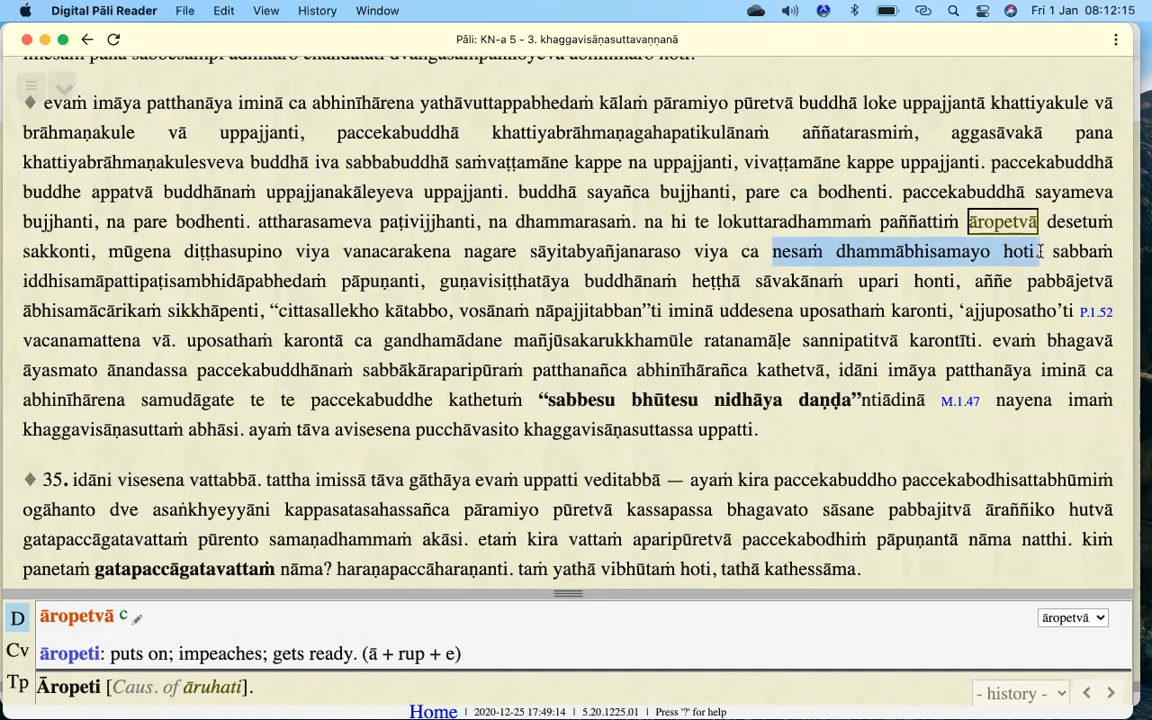 Digital Pāli Reader File Edit View History Window Fri 1 Jan 08:12:15
Pāli: KN-a 5 - 3. khaggavisāṇasuttavaṇṇanā
♦ evaṁ imāya patthanāya iminā ca abhinīhārena yathāvuttappabhedaṁ kālaṁ pāramiyo pūretvā buddhā loke uppajjantā khattiyakule vā
brāhmaṇakule vā uppajjanti, paccekabuddhā khattiyabrāhmaṇagahapatikulānaṁ aññatarasmiṁ, aggasāvakā pana
khattiyabrāhmaṇakulesveva buddhā iva sabbabuddhā saṁvaṭṭamāne kappe na uppajjanti, vivaṭṭamāne kappe uppajjanti. paccekabuddhā
buddhe appatvā buddhānaṁ uppajjanakāleyeva uppajjanti. buddhā sayañca bujjhanti, pare ca bodhenti. paccekabuddhā sayameva
bujjhanti, na pare bodhenti. attharasameva paṭivijjhanti, na dhammarasaṁ. na hi te lokuttaradhammaṁ paññattiṁ āropetvā desetuṁ
sakkonti, mūgena diṭṭhasupino viya vanacarakena nagare sāyitabyañjanaraso viya ca nesaṁ dhammābhisamayo hoti. sabbaṁ
iddhisamāpattipaṭisambhidāpabhedaṁ pāpuṇanti, guṇavisiṭṭhatāya buddhānaṁ heṭṭhā sāvakānaṁ upari honti, aññe pabbājetvā
ābhisamācārikaṁ sikkhāpenti, “cittasallekho kātabbo, vosānaṁ nāpajjitabban”ti iminā uddesena uposathaṁ karonti, ‘ajjuposatho’ti P.1.52
vacanamattena vā. uposathaṁ karontā ca gandhamādane mañjūsakarukkhamūle ratanamāḷe sannipatitvā karontīti. evaṁ bhagavā
āyasmato ānandassa paccekabuddhānaṁ sabbākāraparipūraṁ patthanañca abhinīhārañca kathetvā, idāni imāya patthanāya iminā ca
abhinīhārena samudāgate te te paccekabuddhe kathetuṁ “sabbesu bhūtesu nidhāya daṇḍa”ntiādinā M.1.47 nayena imaṁ
khaggavisāṇasuttaṁ abhāsi. ayaṁ tāva avisesena pucchāvasito khaggavisāṇasuttassa uppatti.
♦ 35. idāni visesena vattabbā. tattha imissā tāva gāthāya evaṁ uppatti veditabbā — ayaṁ kira paccekabuddho paccekabodhisattabhūmiṁ
ogāhanto dve asaṅkhyeyyāni kappasatasahassañca pāramiyo pūretvā kassapassa bhagavato sāsane pabbajitvā āraññiko hutvā
gatapaccāgatavattaṁ pūrento samaṇadhammaṁ akāsi. etaṁ kira vattaṁ aparipūretvā paccekabodhiṁ pāpuṇantā nāma natthi. kiṁ
panetaṁ gatapaccāgatavattaṁ nāma? haraṇapaccāharaṇanti. taṁ yathā vibhūtaṁ hoti, tathā kathessāma.
D āropetvā c āropetvā
Cv āropeti: puts on; impeaches; gets ready. (ā + rup + e)
Tp Āropeti [Caus. of āruhati]. - history -
Home | 2020-12-25 17:49:14 | 5.20.1225.01 | Press '?' for help